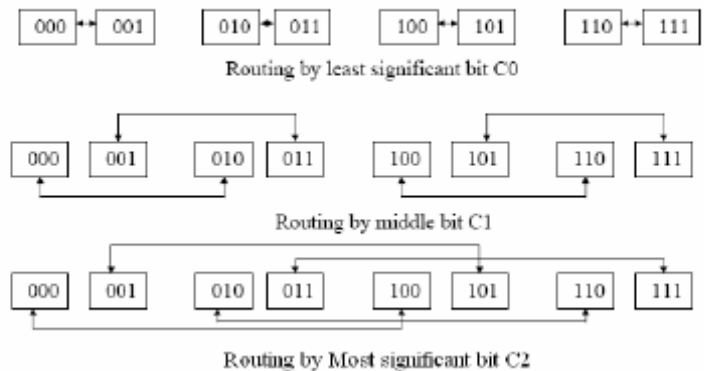 000 001 010 011 100 101 110 111
Routing by least significant bit C0
000 001 010 011 100 101 110 111
Routing by middle bit C1
000 001 010 011 100 101 110 111
Routing by Most significant bit C2